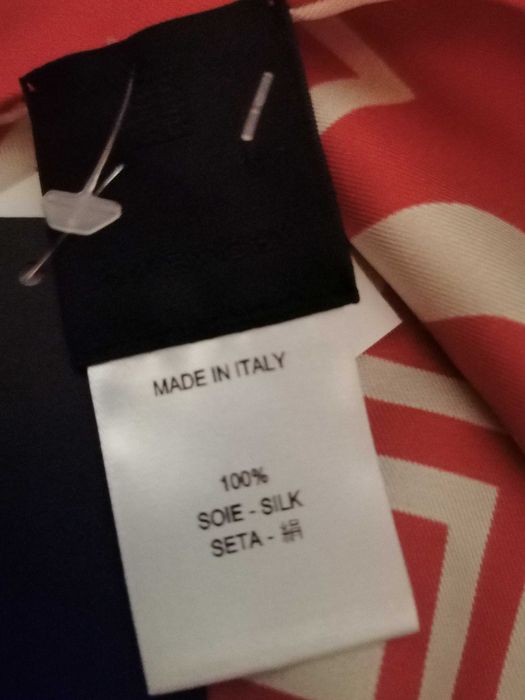 MADE IN ITALY
100%
SOIE - SILK
SETA - 絹